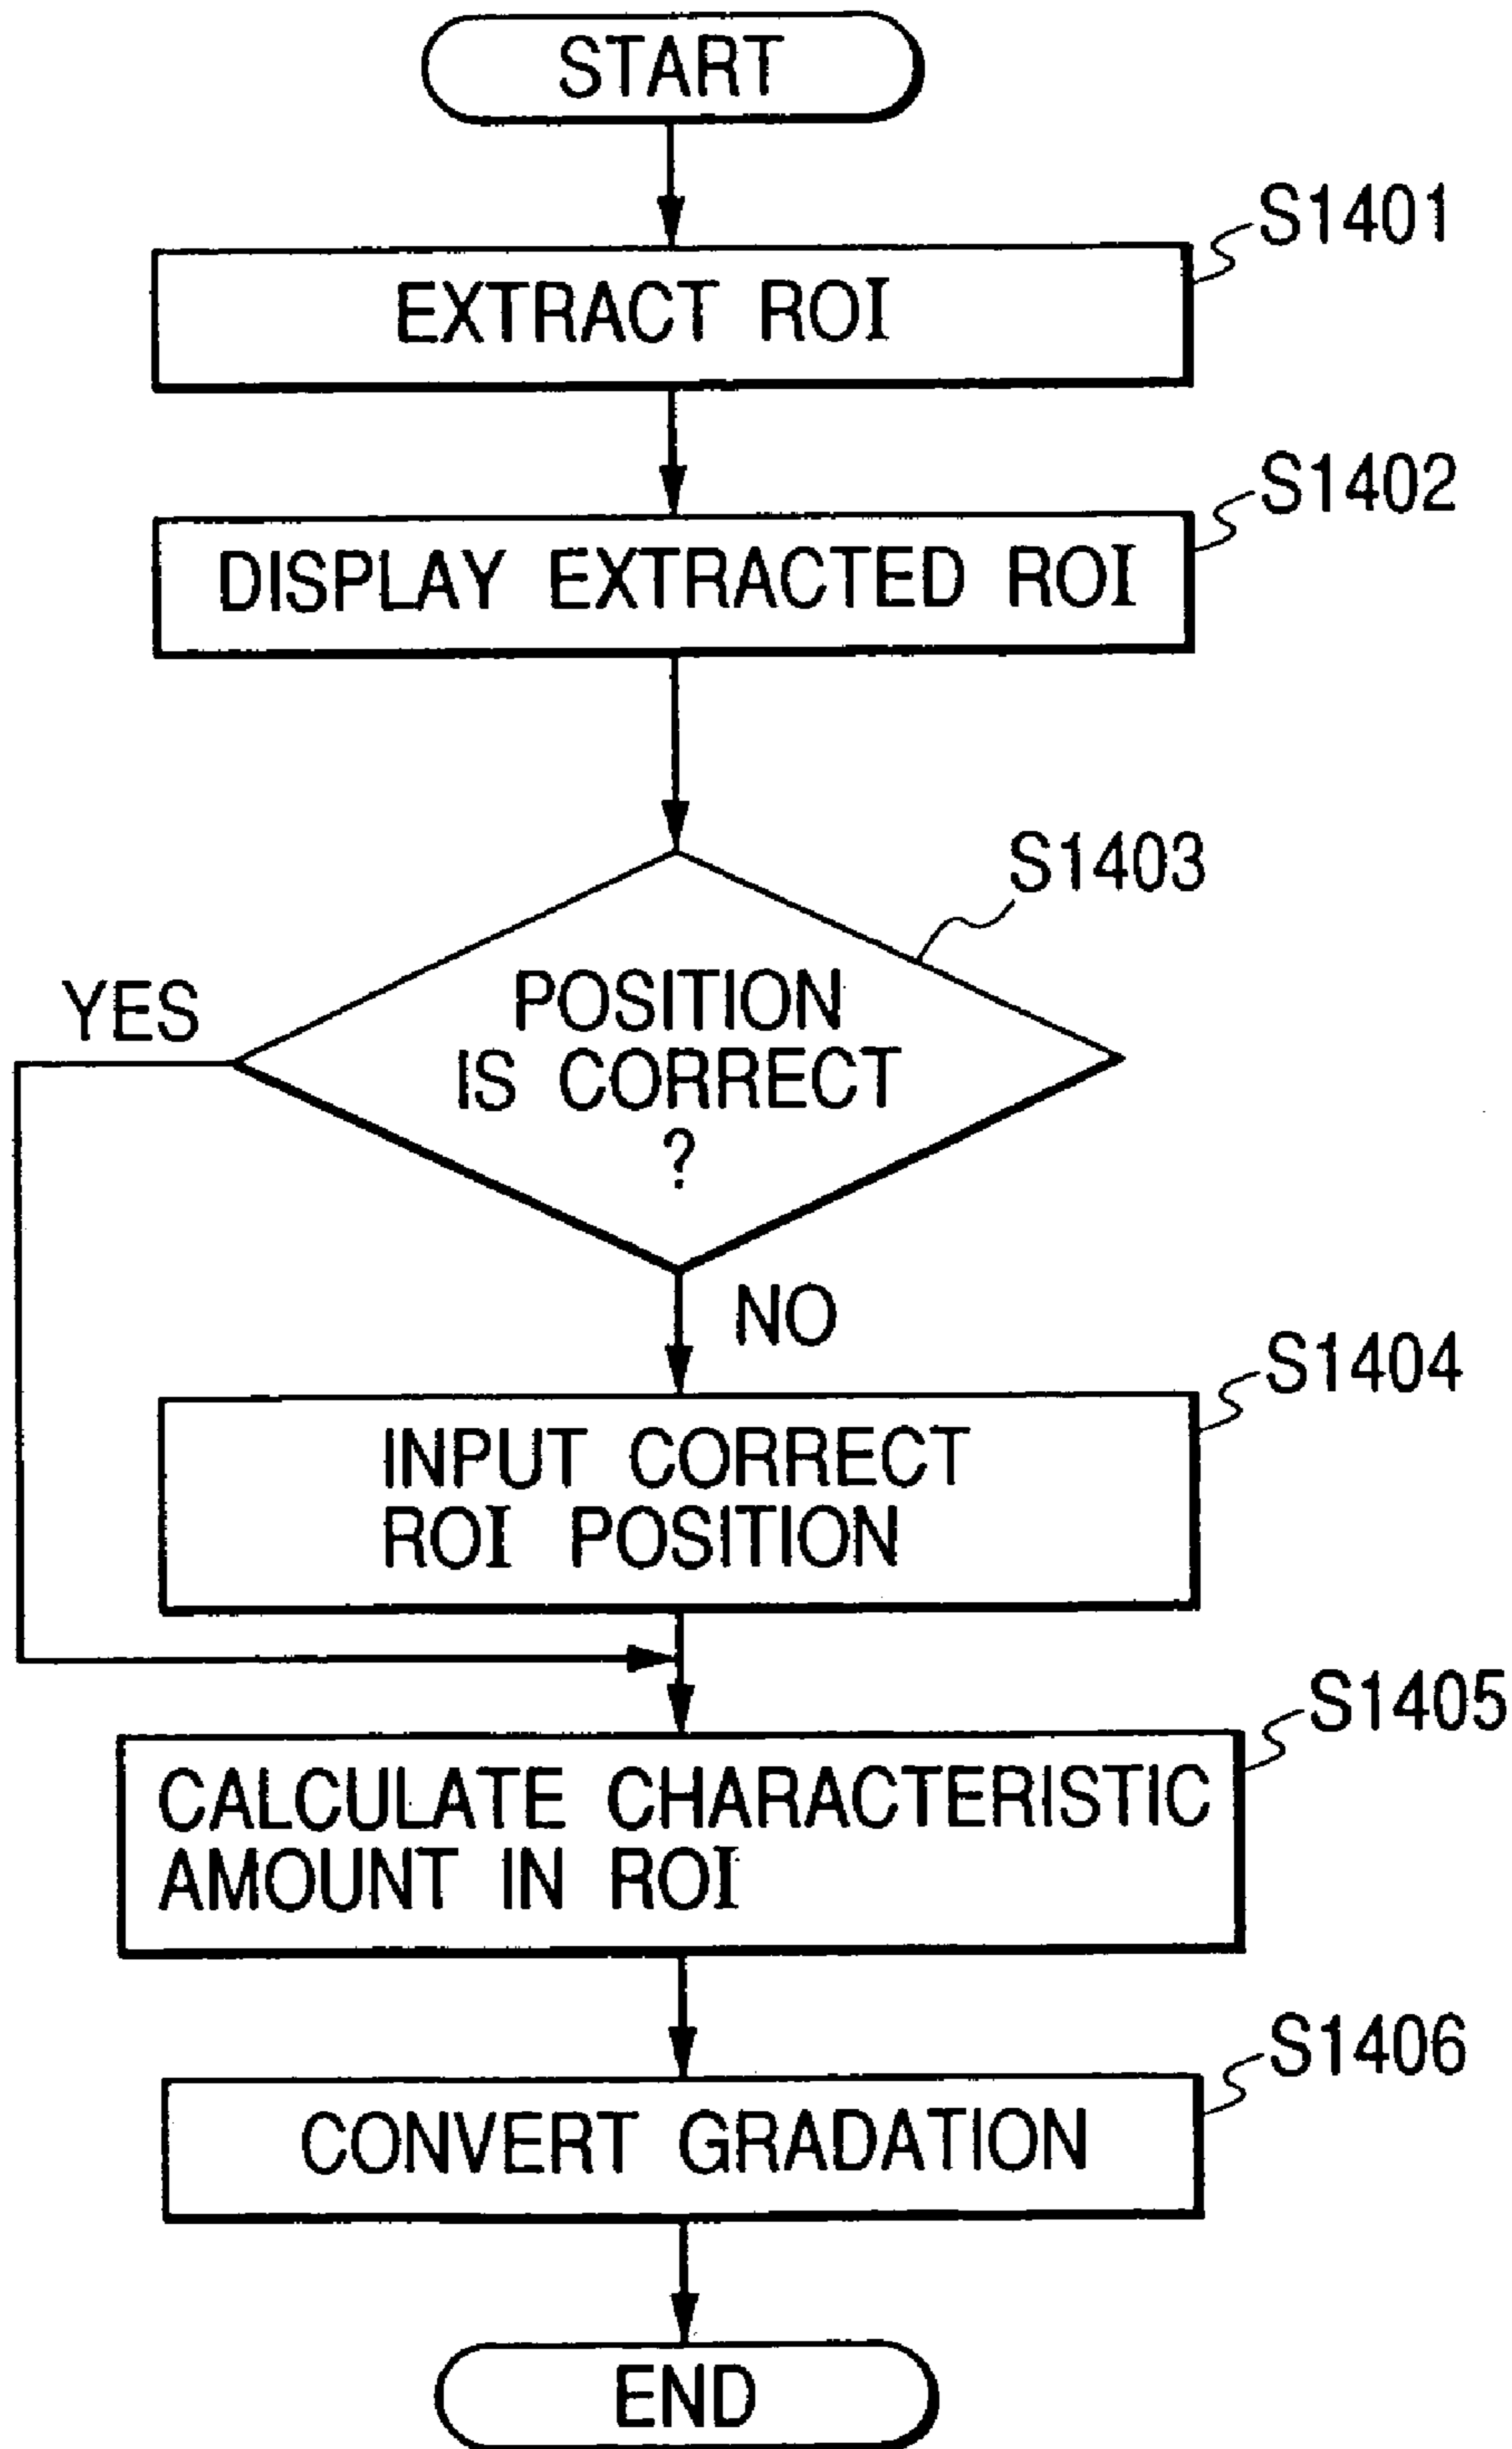 START
S1401
EXTRACT ROI
S1402
DISPLAY EXTRACTED ROI
S1403
YES
POSITION
IS CORRECT
?
NO
S1404
INPUT CORRECT
ROI POSITION
S1405
CALCULATE CHARACTERISTIC
AMOUNT IN ROI
S1406
CONVERT GRADATION
END